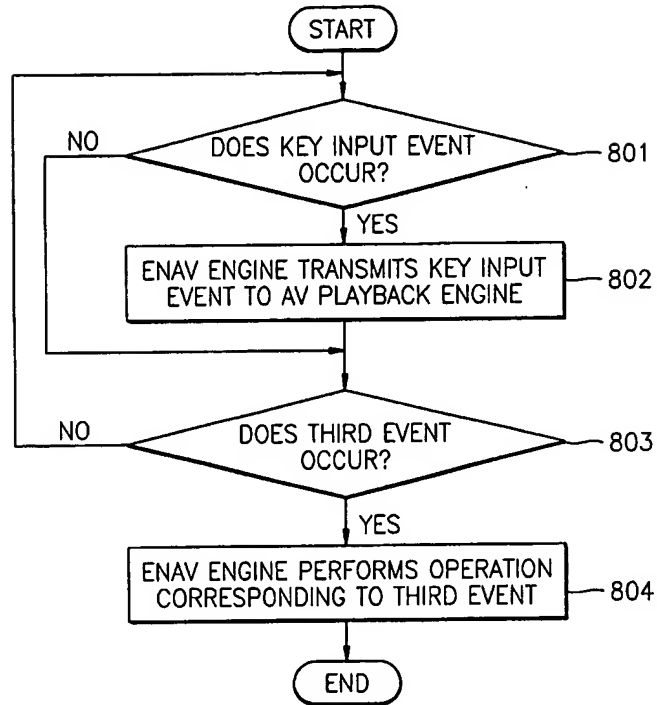 START
NO
DOES KEY INPUT EVENT
OCCUR?
801
YES
ENAV ENGINE TRANSMITS KEY INPUT
EVENT TO AV PLAYBACK ENGINE
802
NO
DOES THIRD EVENT
OCCUR?
803
YES
ENAV ENGINE PERFORMS OPERATION
CORRESPONDING TO THIRD EVENT
804
END